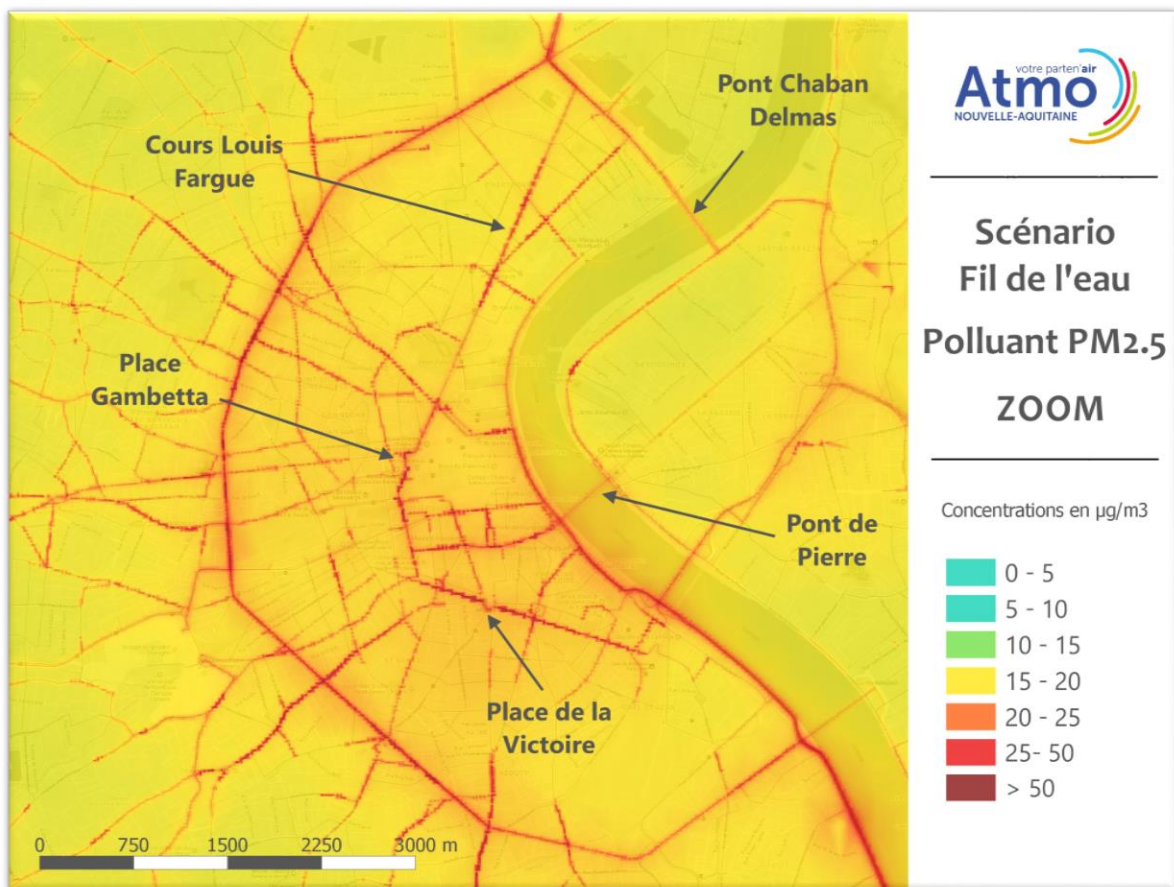 Pont Chaban
Delmas
Cours Louis
Fargue
Place
Gambetta
Pont de
Pierre
Place de la
Victoire
0 750 1500 2250 3000 m
votre parten'air
Atmo
NOUVELLE-AQUITAINE
Scénario
Fil de l'eau
Polluant PM2.5
ZOOM
Concentrations en µg/m3
0 - 5
5 - 10
10 - 15
15 - 20
20 - 25
25- 50
> 50